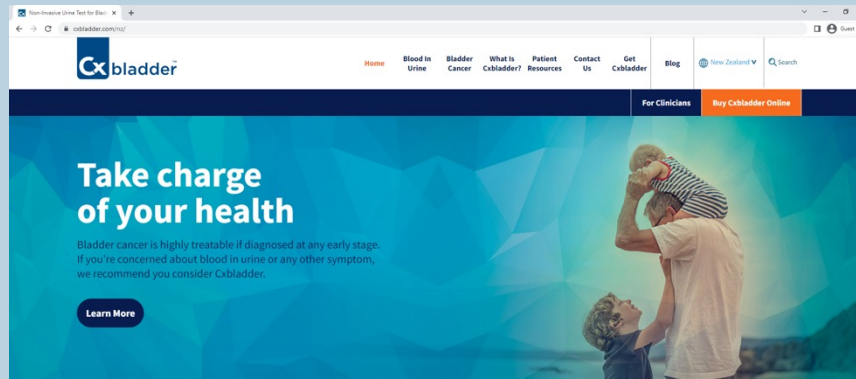 Non-Invasive Urine Test for Blad
cxbladder.com/nz/
Guest
Cxbladder™
Home
Blood In Urine
Bladder Cancer
What Is Cxbladder?
Patient Resources
Contact Us
Get Cxbladder
Blog
New Zealand
Search
For Clinicians
Buy Cxbladder Online
Take charge
of your health
Bladder cancer is highly treatable if diagnosed at any early stage.
If you're concerned about blood in urine or any other symptom,
we recommend you consider Cxbladder.
Learn More